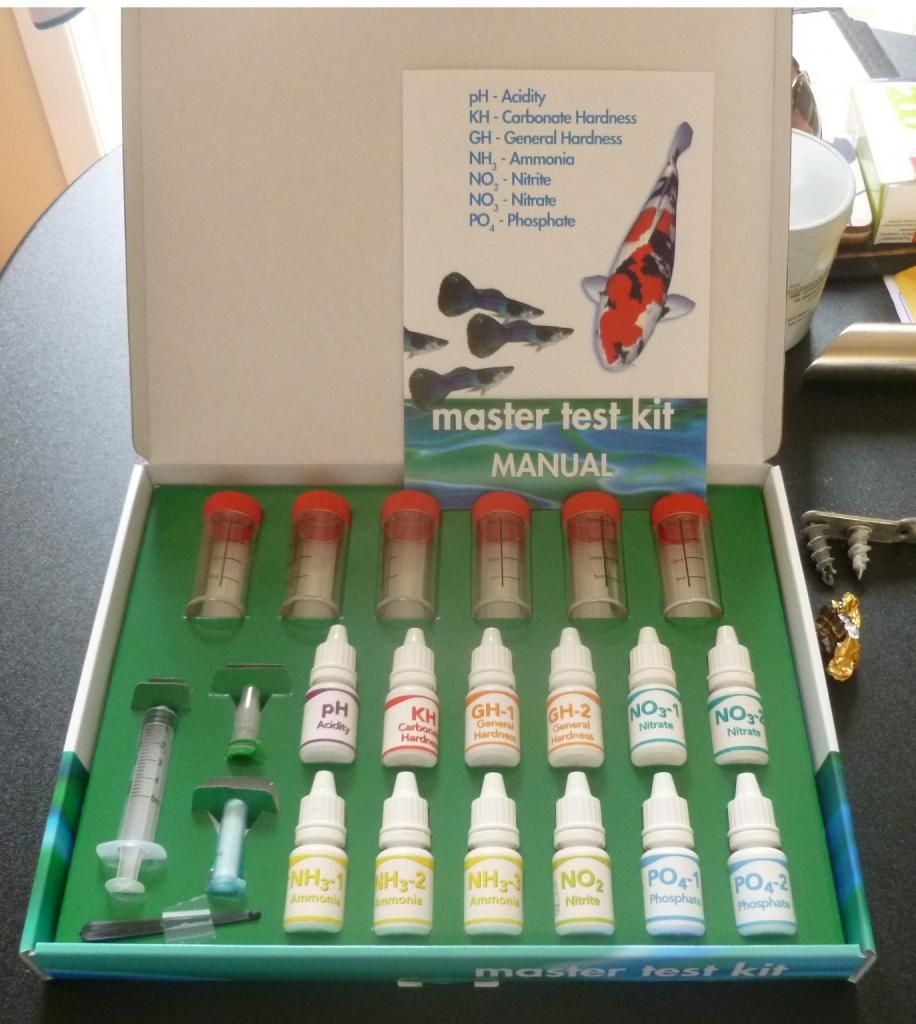 pH - Acidity
KH - Carbonate Hardness
GH - General Hardness
NH₃ - Ammonia
NO₂ - Nitrite
NO₃ - Nitrate
PO₄ - Phosphate
master test kit
MANUAL
pH
Acidity
KH
Carbon
Hardne
GH-1
General
Hardness
GH-2
General
Hardness
NO₃-1
Nitrate
NO₃-2
Nitrate
NH₃-1
Ammonia
NH₃-2
Ammonia
NH₃-3
Ammonia
NO₂
Nitrite
PO₄-1
Phosphate
PO₄-2
Phosphate
master test kit